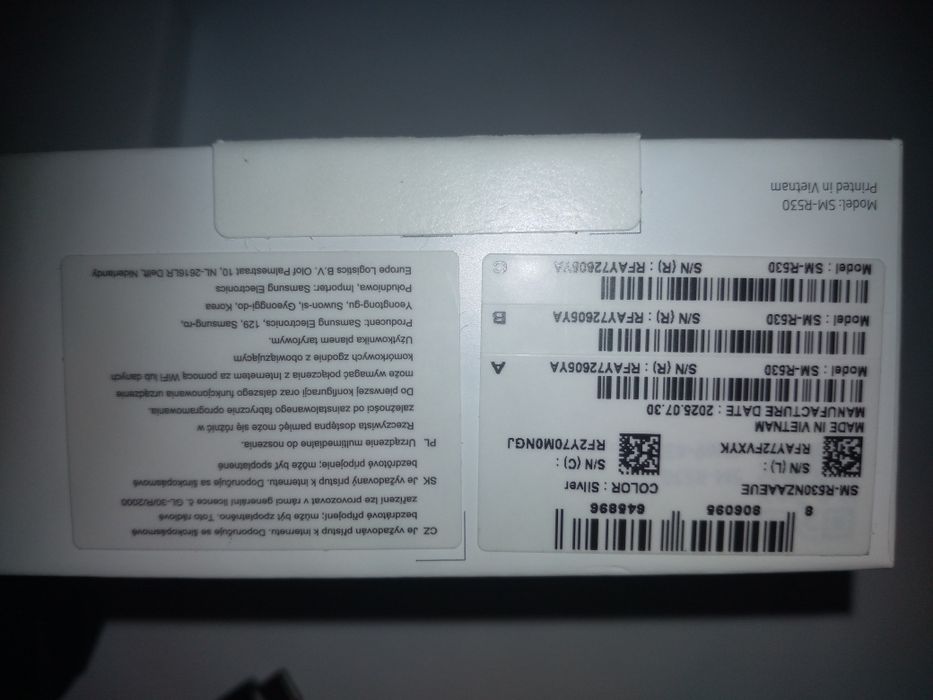 8 806095 645896
SM-R530NZAAEUE COLOR : Silver
S/N (L) :
RFAY72FVXYK
S/N (C) :
RF2Y70M0NGJ
MADE IN VIETNAM
MANUFACTURE DATE : 2025.07.30
Model : SM-R530 S/N (R) : RFAY72605YA A
Model : SM-R530 S/N (R) : RFAY72605YA B
Model : SM-R530 S/N (R) : RFAY72605YA C
Model: SM-R530
Printed in Vietnam
CZ Je vyžadován přístup k internetu. Doporučuje se širokopásmové
bezdrátové připojení; může být zpoplatněno. Toto rádiové
zařízení lze provozovat v rámci generální licence č. GL-30/R/2000
SK Je vyžadovaný prístup k internetu. Doporučuje sa širokopásmové
bezdrôtové pripojenie; môže byť spoplatnené
PL Urządzenie multimedialne do noszenia.
Rzeczywista dostępna pamięć może się różnić w
zależności od zainstalowanego fabrycznie oprogramowania.
Do pierwszej konfiguracji oraz dalszego funkcjonowania urządzenie
może wymagać połączenia z Internetem za pomocą WiFi lub danych
komórkowych zgodnie z obowiązującym
Użytkownika planem taryfowym.
Producent: Samsung Electronics, 129, Samsung-ro,
Yeongtong-gu, Suwon-si, Gyeonggi-do, Korea
Południowa, Importer: Samsung Electronics
Europe Logistics B.V. Olof Palmestraat 10, NL-2616LR Delft, Niderlandy